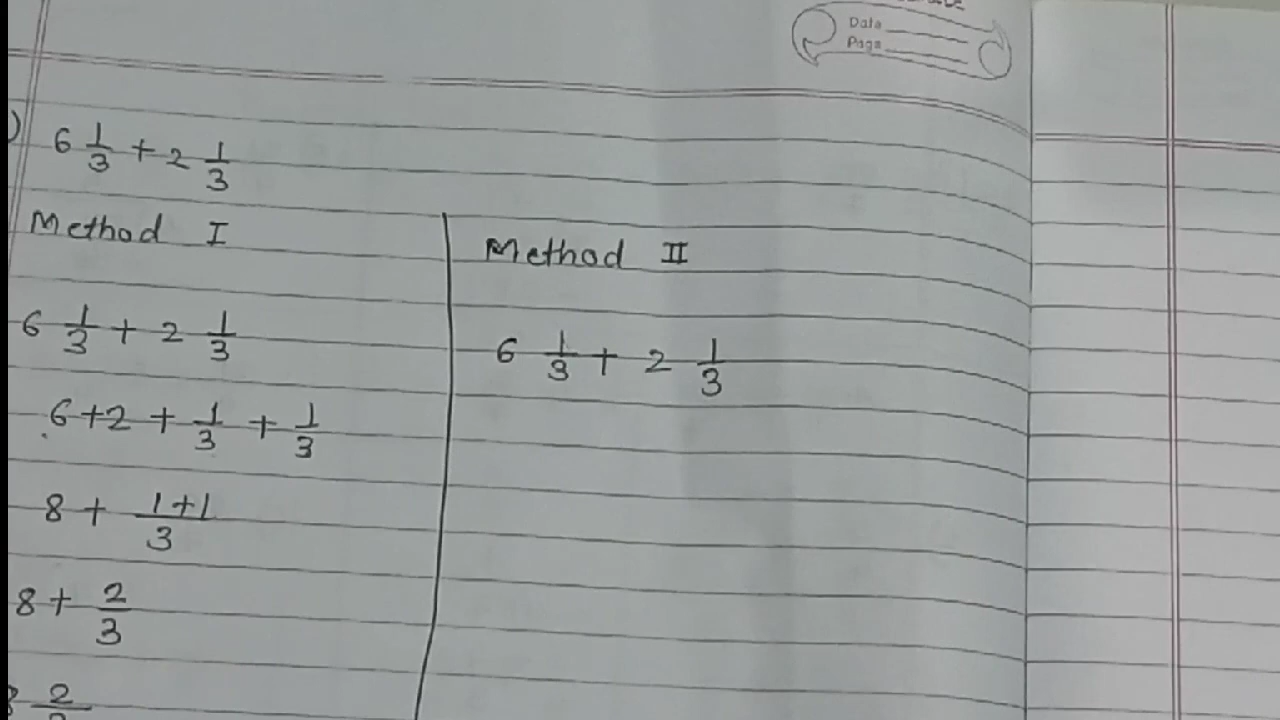 Date
Page
) 6 1/3 + 2 1/3
Method I
6 1/3 + 2 1/3
6+2 + 1/3 + 1/3
8 + (1+1)/3
8 + 2/3
Method II
6 1/3 + 2 1/3